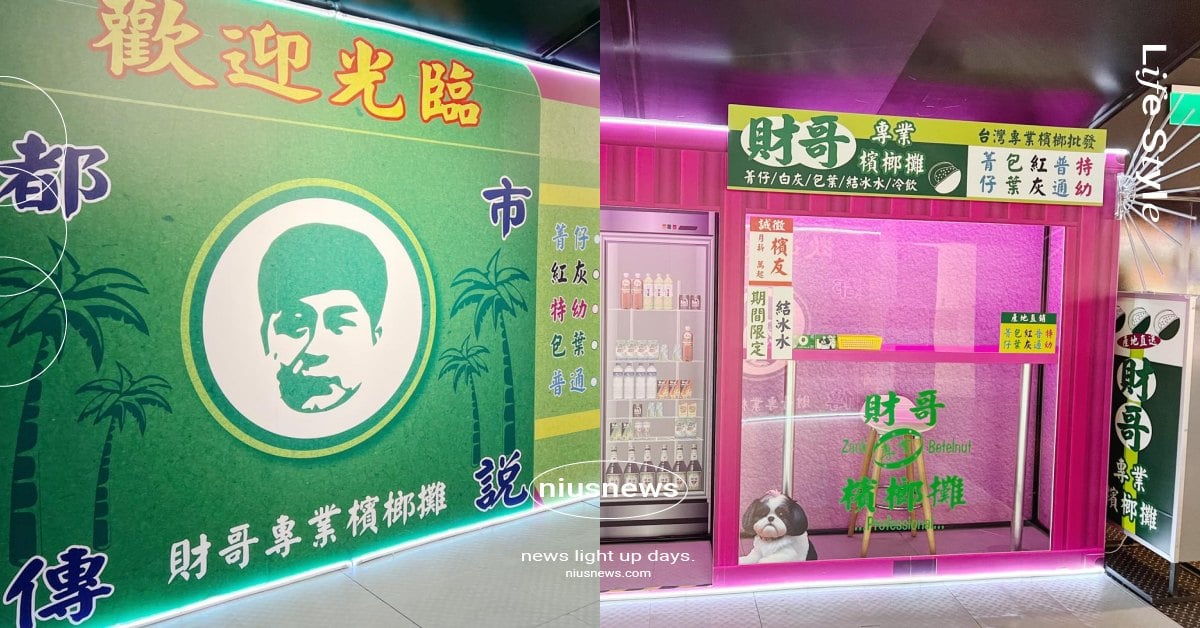 歡迎光臨
都市傳說
菁仔
紅灰
特幼
包葉
普通
財哥專業檳榔攤
niusnews
news light up days.
niusnews.com
財哥 專業
檳榔攤
菁仔/白灰/包葉/結冰水/冷飲
台灣專業檳榔批發
菁包紅普特
仔葉灰通幼
誠徵
檳友
月薪 萬起
期間限定
結冰水
產地直銷
菁包紅普特
仔葉灰通幼
財哥
Betelnut
檳榔攤
...Professional...
產地直送
財哥
專業
檳榔攤
Life·Style